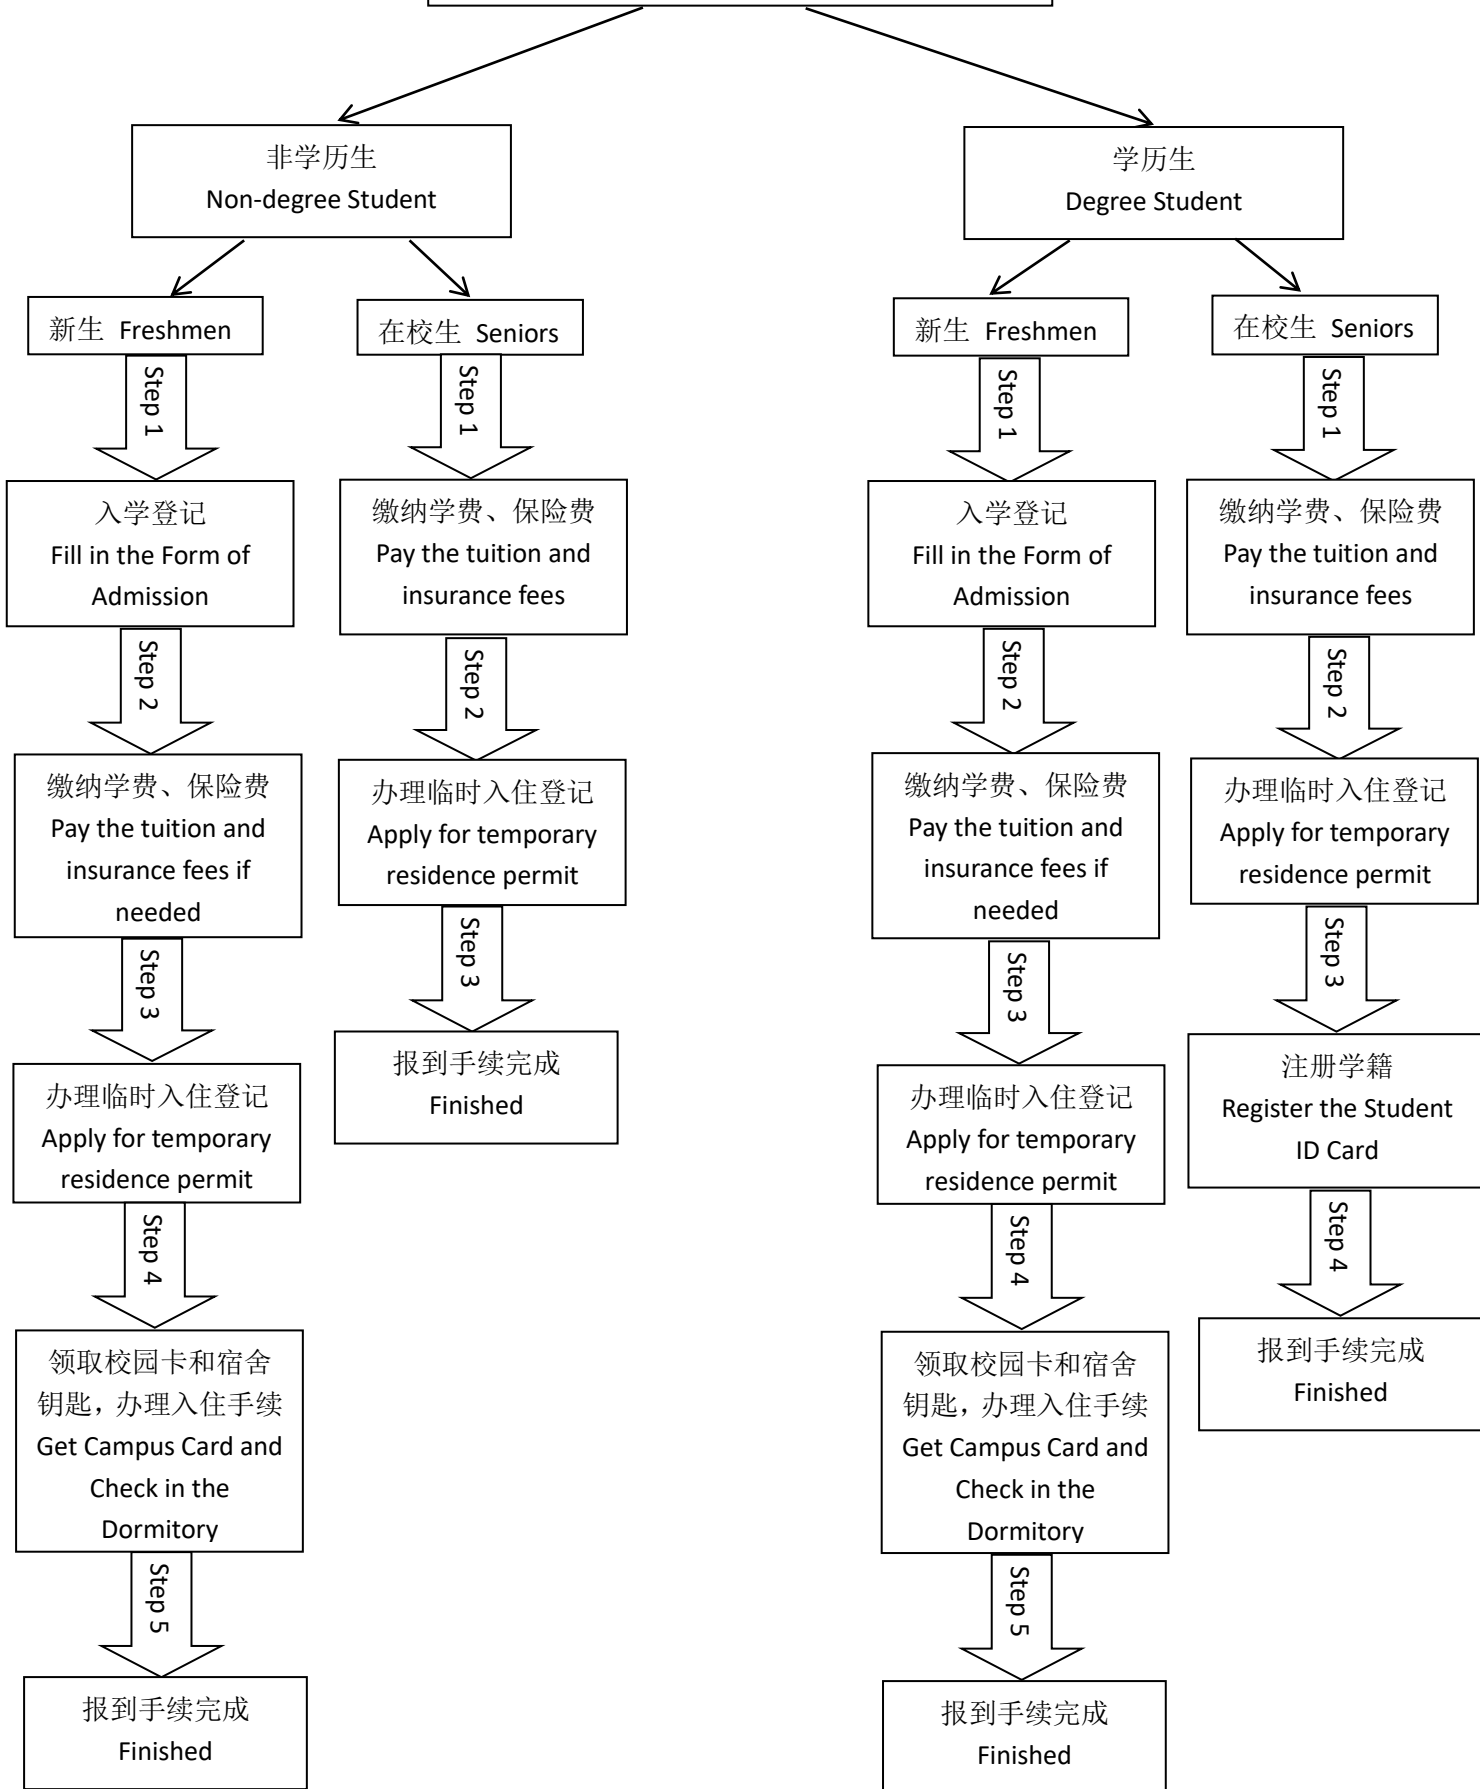 非学历生
Non-degree Student
新生 Freshmen
Step 1
入学登记
Fill in the Form of
Admission
Step 2
缴纳学费、保险费
Pay the tuition and
insurance fees if
needed
Step 3
办理临时入住登记
Apply for temporary
residence permit
Step 4
领取校园卡和宿舍
钥匙，办理入住手续
Get Campus Card and
Check in the
Dormitory
Step 5
报到手续完成
Finished
在校生 Seniors
Step 1
缴纳学费、保险费
Pay the tuition and
insurance fees
Step 2
办理临时入住登记
Apply for temporary
residence permit
Step 3
报到手续完成
Finished
学历生
Degree Student
新生 Freshmen
Step 1
入学登记
Fill in the Form of
Admission
Step 2
缴纳学费、保险费
Pay the tuition and
insurance fees if
needed
Step 3
办理临时入住登记
Apply for temporary
residence permit
Step 4
领取校园卡和宿舍
钥匙，办理入住手续
Get Campus Card and
Check in the
Dormitory
Step 5
报到手续完成
Finished
在校生 Seniors
Step 1
缴纳学费、保险费
Pay the tuition and
insurance fees
Step 2
办理临时入住登记
Apply for temporary
residence permit
Step 3
注册学籍
Register the Student
ID Card
Step 4
报到手续完成
Finished